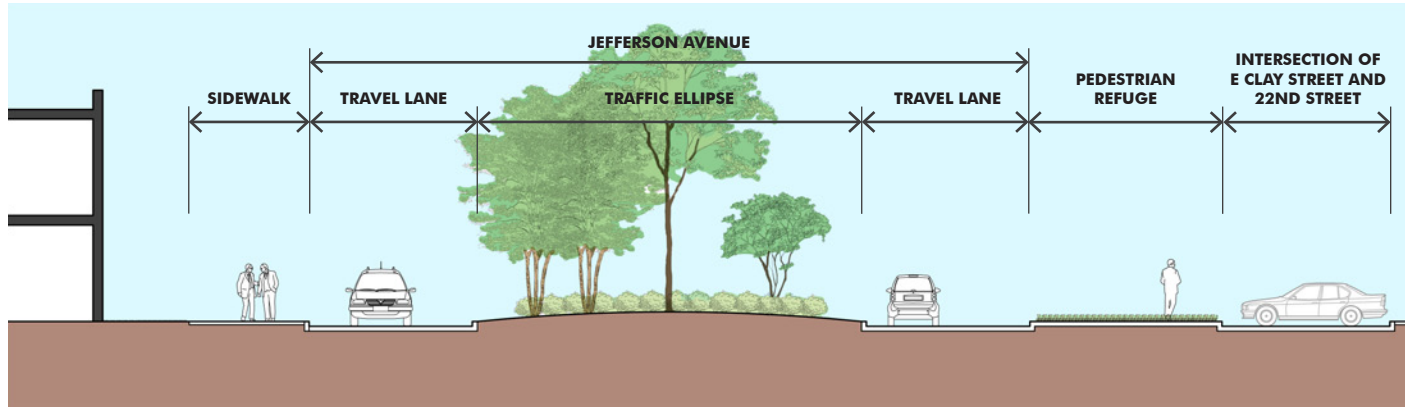 JEFFERSON AVENUE
SIDEWALK
TRAVEL LANE
TRAFFIC ELLIPSE
TRAVEL LANE
PEDESTRIAN
REFUGE
INTERSECTION OF
E CLAY STREET AND
22ND STREET